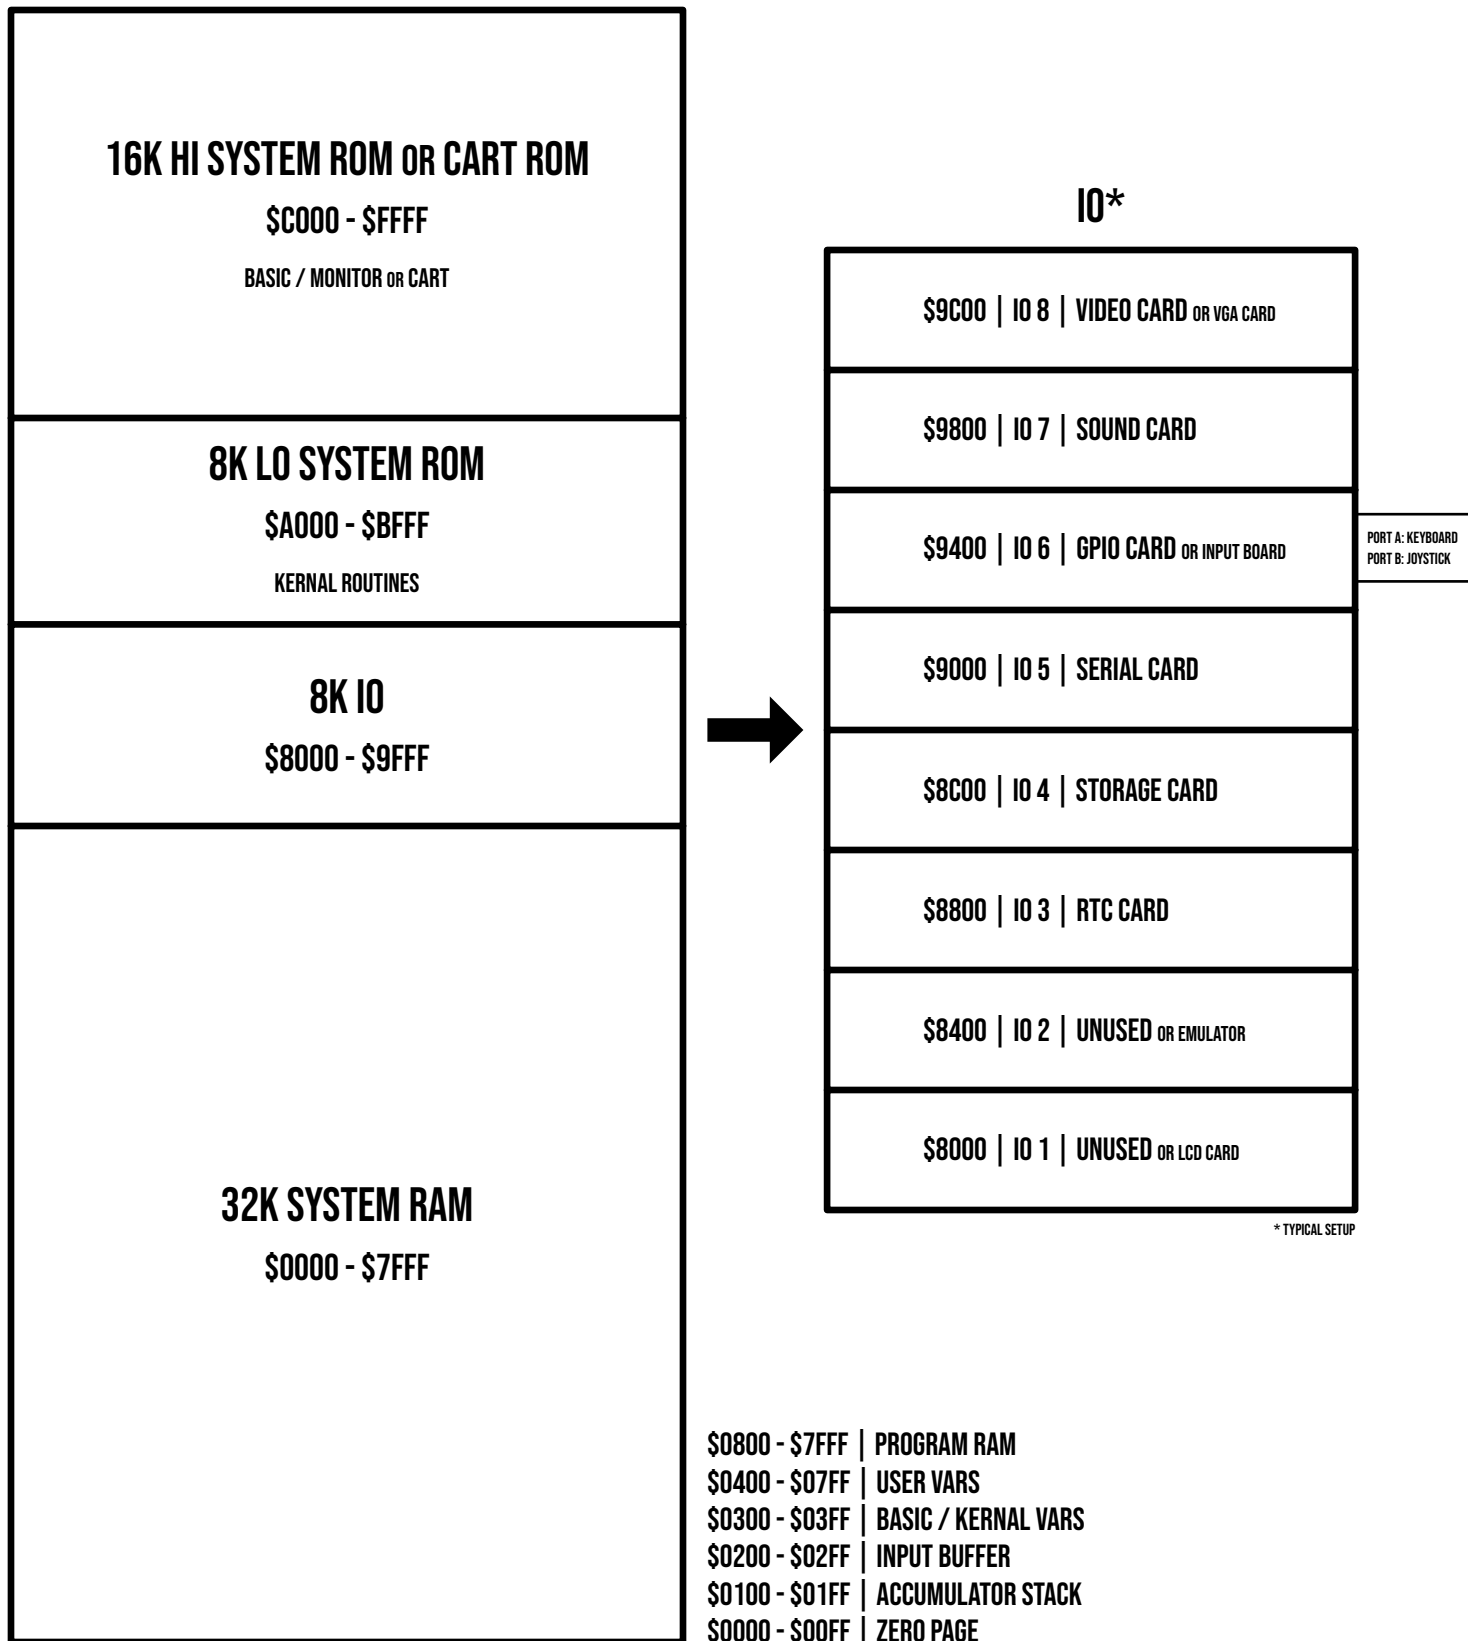 16K HI SYSTEM ROM OR CART ROM
$C000 - $FFFF
BASIC / MONITOR OR CART
8K LO SYSTEM ROM
$A000 - $BFFF
KERNAL ROUTINES
8K IO
$8000 - $9FFF
32K SYSTEM RAM
$0000 - $7FFF
IO*
$9C00 | IO 8 | VIDEO CARD OR VGA CARD
$9800 | IO 7 | SOUND CARD
$9400 | IO 6 | GPIO CARD OR INPUT BOARD
PORT A: KEYBOARD
PORT B: JOYSTICK
$9000 | IO 5 | SERIAL CARD
$8C00 | IO 4 | STORAGE CARD
$8800 | IO 3 | RTC CARD
$8400 | IO 2 | UNUSED OR EMULATOR
$8000 | IO 1 | UNUSED OR LCD CARD
* TYPICAL SETUP
$0800 - $7FFF | PROGRAM RAM
$0400 - $07FF | USER VARS
$0300 - $03FF | BASIC / KERNAL VARS
$0200 - $02FF | INPUT BUFFER
$0100 - $01FF | ACCUMULATOR STACK
$0000 - $00FF | ZERO PAGE